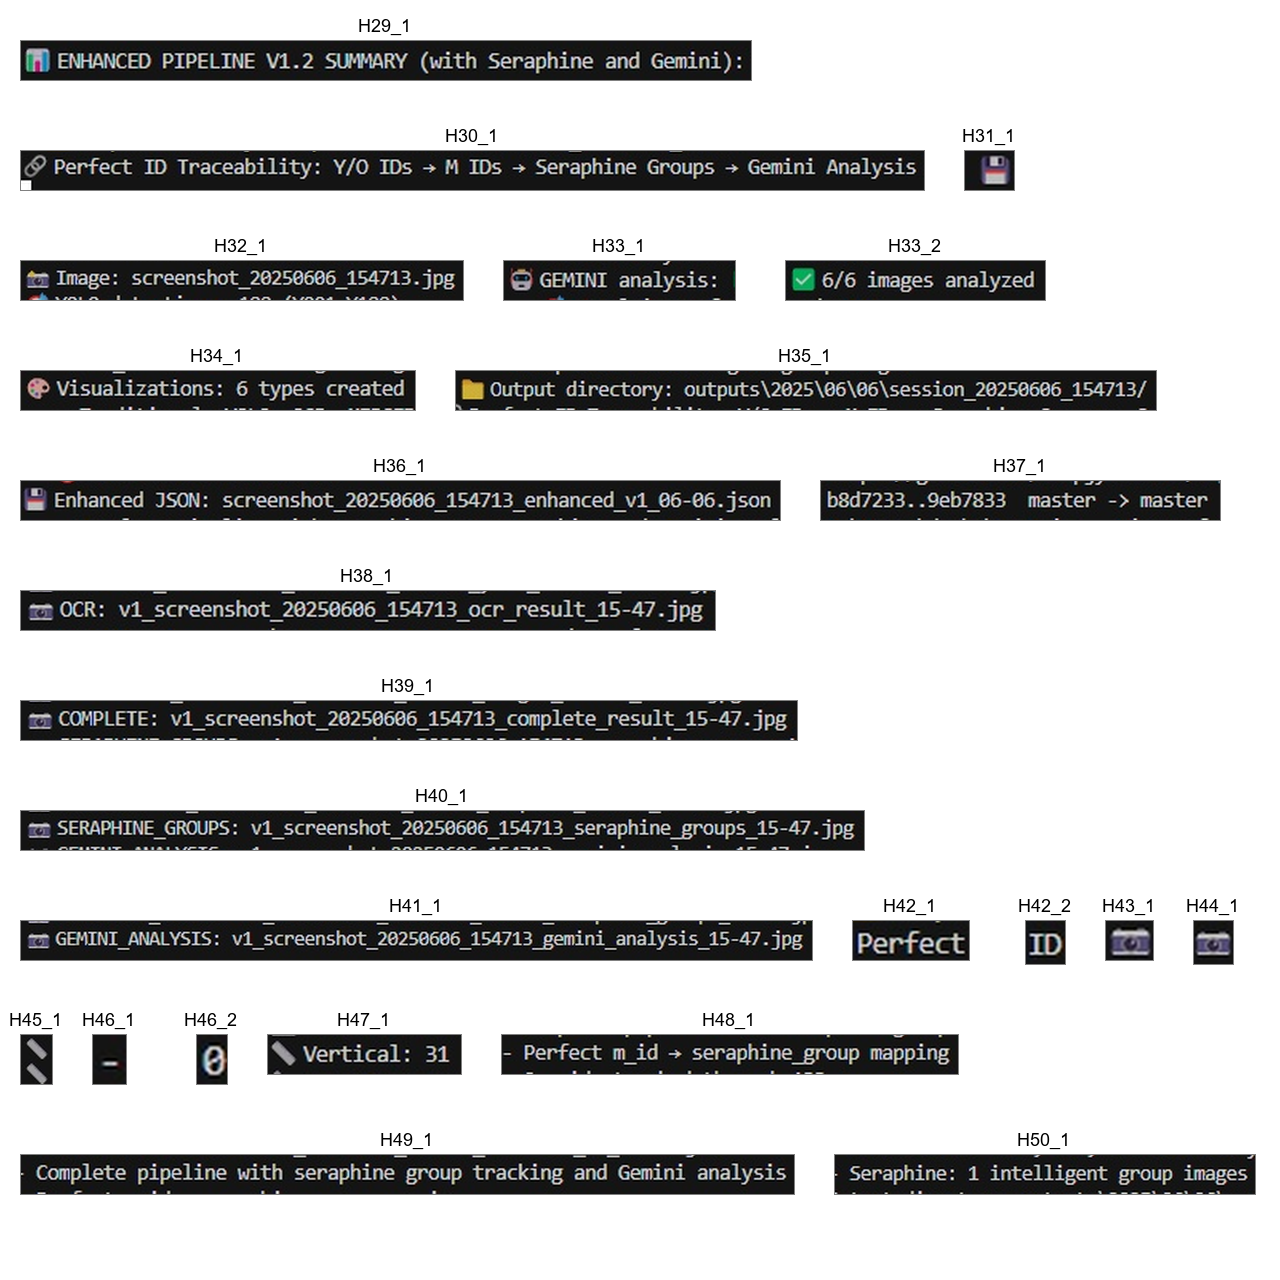 H29_1
📊 ENHANCED PIPELINE V1.2 SUMMARY (with Seraphine and Gemini):
H30_1 H31_1
🔗 Perfect ID Traceability: Y/O IDs → M IDs → Seraphine Groups → Gemini Analysis 💾
H32_1 H33_1 H33_2
📸 Image: screenshot_20250606_154713.jpg 🤖 GEMINI analysis: ✅ 6/6 images analyzed
H34_1 H35_1
🎨 Visualizations: 6 types created 📁 Output directory: outputs\2025\06\06\session_20250606_154713/
H36_1 H37_1
💾 Enhanced JSON: screenshot_20250606_154713_enhanced_v1_06-06.json b8d7233..9eb7833  master -> master
H38_1
📷 OCR: v1_screenshot_20250606_154713_ocr_result_15-47.jpg
H39_1
📷 COMPLETE: v1_screenshot_20250606_154713_complete_result_15-47.jpg
H40_1
📷 SERAPHINE_GROUPS: v1_screenshot_20250606_154713_seraphine_groups_15-47.jpg
H41_1 H42_1 H42_2 H43_1 H44_1
📷 GEMINI_ANALYSIS: v1_screenshot_20250606_154713_gemini_analysis_15-47.jpg Perfect ID 📷 📷
H45_1 H46_1 H46_2 H47_1 H48_1
- 0 📏 Vertical: 31 - Perfect m_id → seraphine_group mapping
H49_1 H50_1
- Complete pipeline with seraphine group tracking and Gemini analysis - Seraphine: 1 intelligent group images